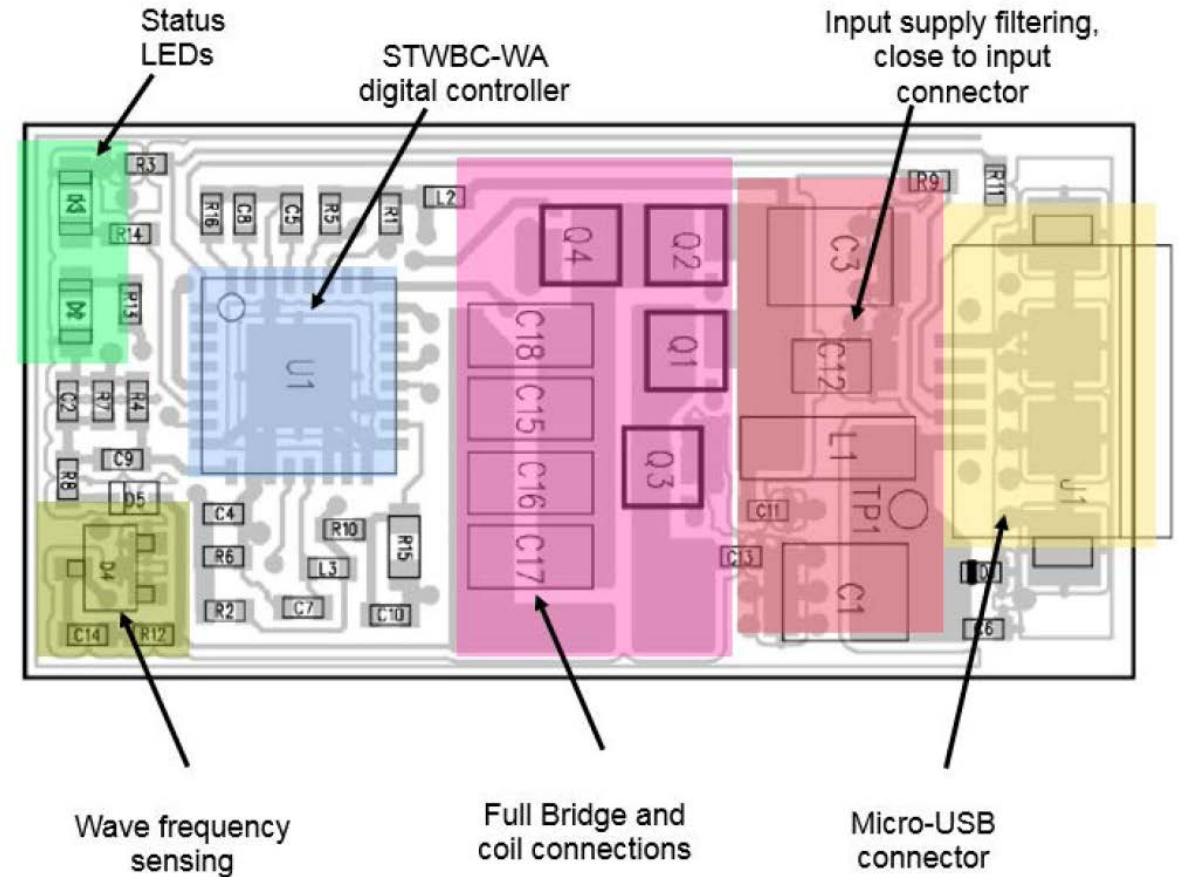 Status
LEDs
STWBC-WA
digital controller
Input supply filtering,
close to input
connector
R3
D3
R14
D2
R13
R16
C8
C5
R5
R1
L2
Q4
Q2
C3
R9
R11
U1
C18
Q1
C12
C2
R7
R4
C15
L1
C9
R8
D5
C16
Q3
J1
C4
C11
TP1
R10
R15
D4
R6
C17
C13
L3
C1
R2
C7
C10
C6
C14
R12
Wave frequency
sensing
Full Bridge and
coil connections
Micro-USB
connector